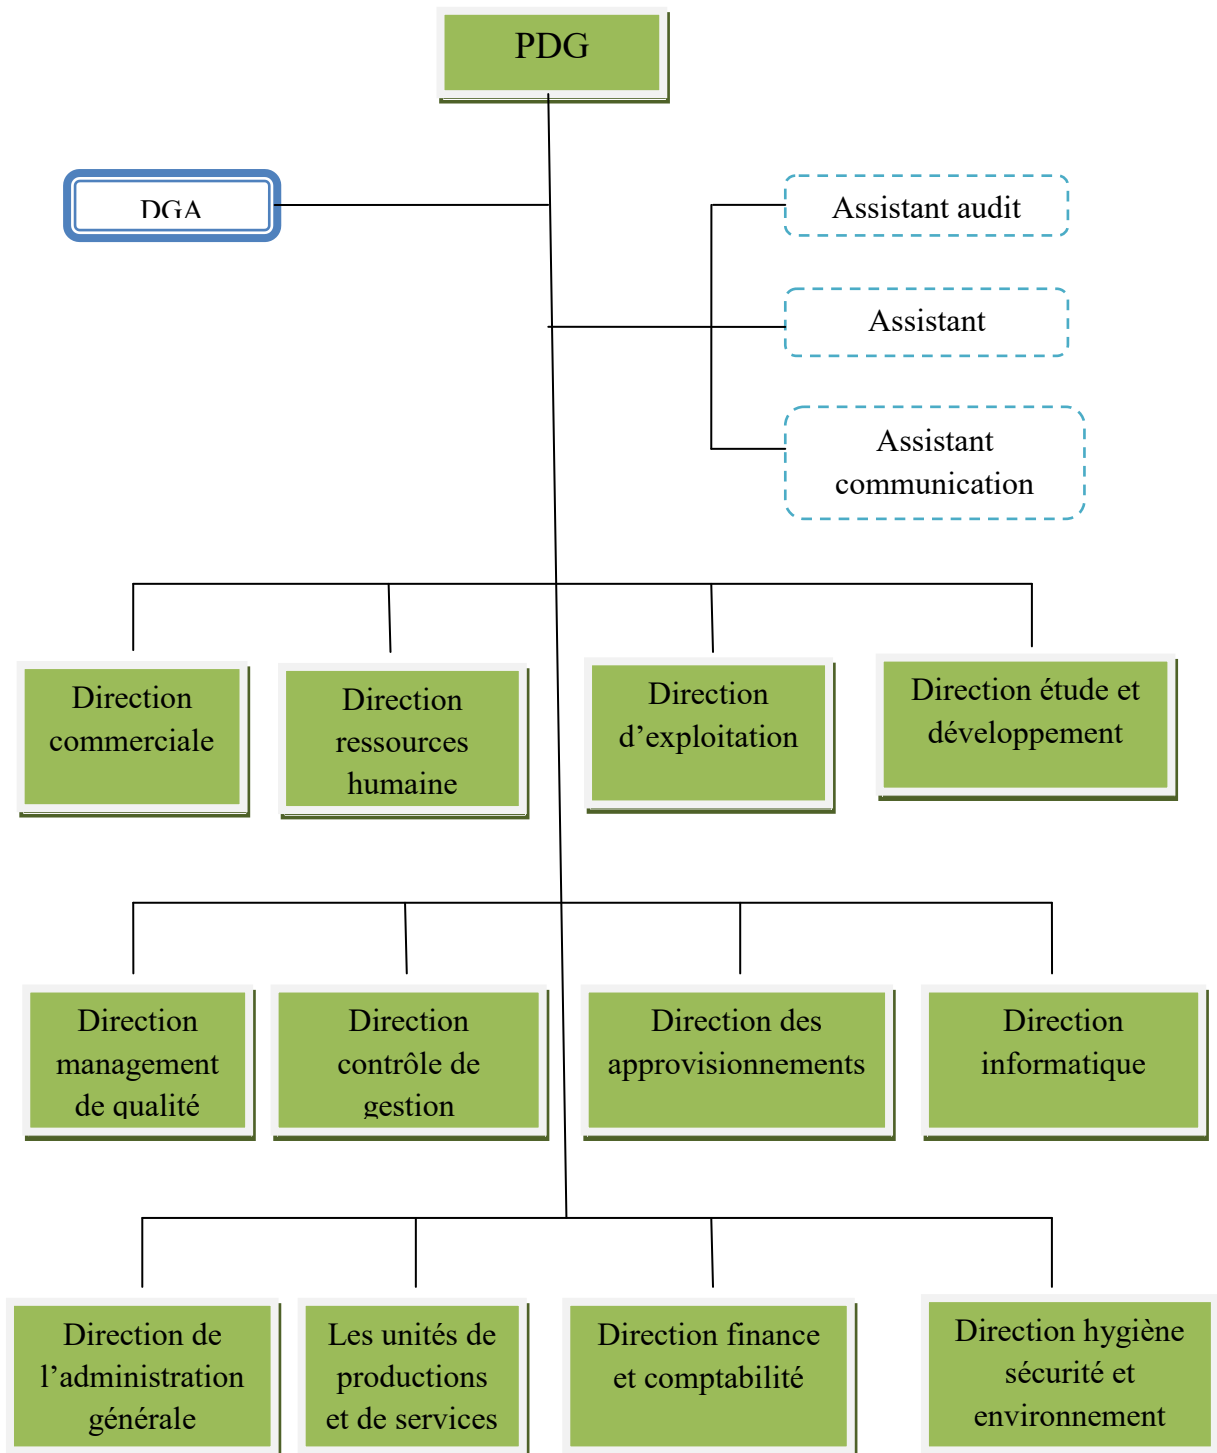 PDG
DGA
Assistant audit
Assistant
Assistant
communication
Direction
commerciale
Direction
ressources
humaine
Direction
d’exploitation
Direction étude et
développement
Direction
management
de qualité
Direction
contrôle de
gestion
Direction des
approvisionnements
Direction
informatique
Direction de
l’administration
générale
Les unités de
productions
et de services
Direction finance
et comptabilité
Direction hygiène
sécurité et
environnement